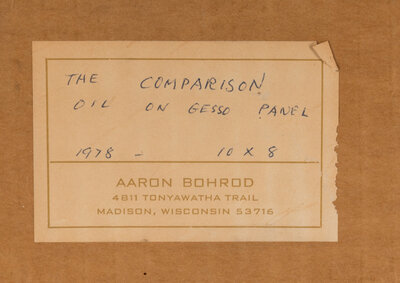 THE COMPARISON
OIL ON GESSO PANEL
1978 - 10 X 8
AARON BOHROD
4811 TONYAWATHA TRAIL
MADISON, WISCONSIN 53716